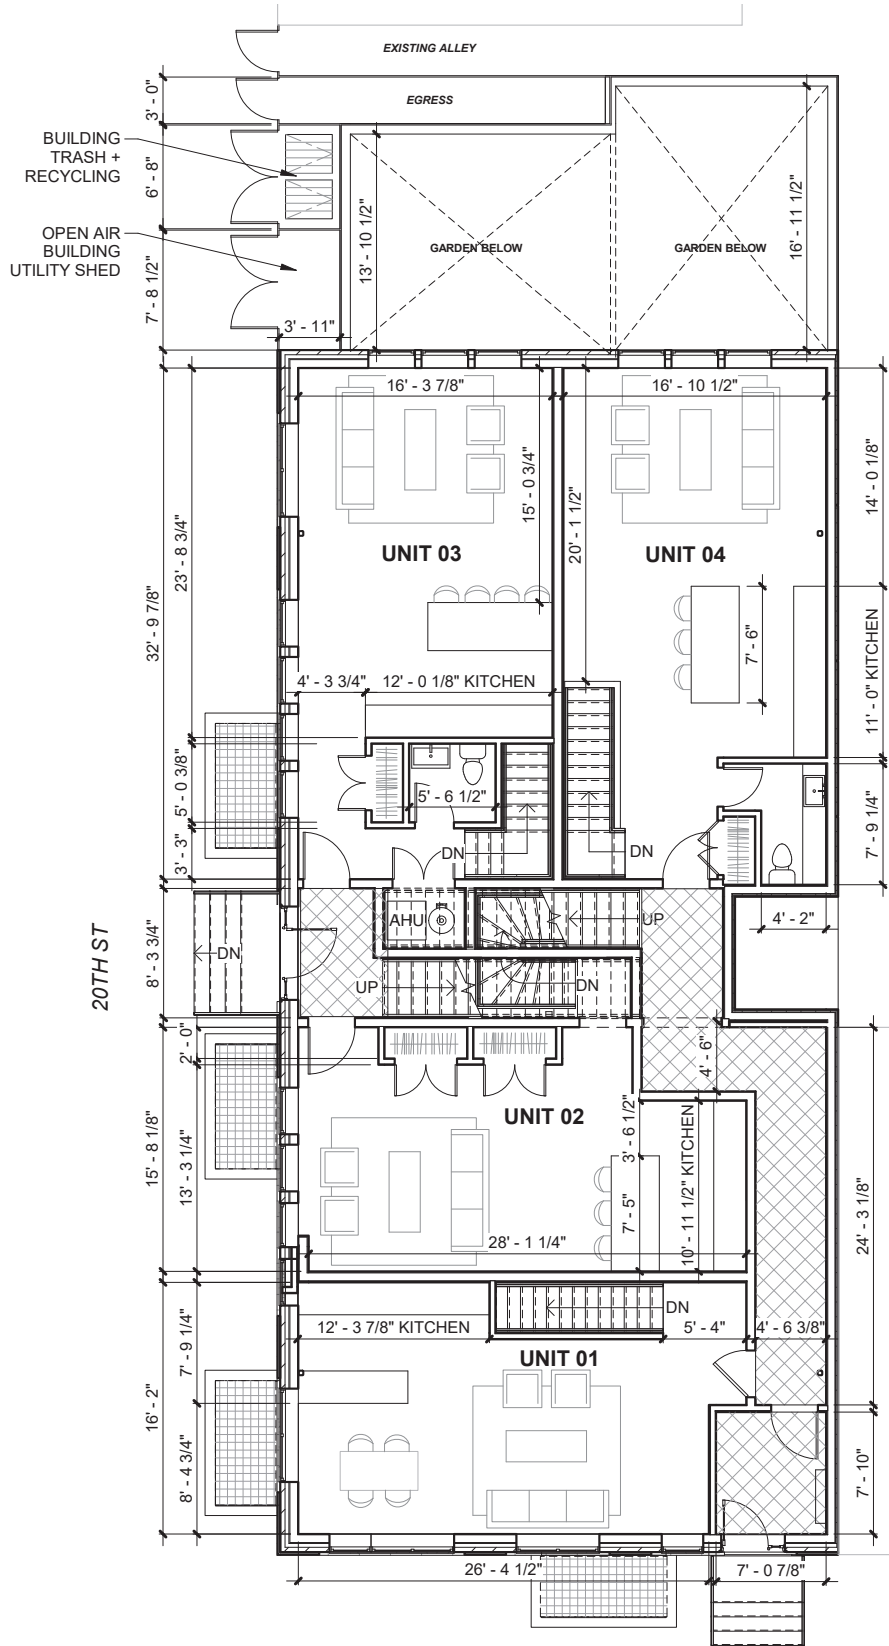 EXISTING ALLEY
EGRESS
3' - 0"
BUILDING
TRASH +
RECYCLING
6' - 8"
OPEN AIR
BUILDING
UTILITY SHED
7' - 8 1/2"
3' - 11"
13' - 10 1/2"
GARDEN BELOW
GARDEN BELOW
16' - 11 1/2"
16' - 3 7/8"
16' - 10 1/2"
15' - 0 3/4"
20' - 1 1/2"
14' - 0 1/8"
UNIT 03
UNIT 04
23' - 8 3/4"
32' - 9 7/8"
7' - 6"
11' - 0" KITCHEN
4' - 3 3/4"
12' - 0 1/8" KITCHEN
5' - 0 3/8"
5' - 6 1/2"
7' - 9 1/4"
3' - 3"
DN
DN
4' - 2"
AHU
UP
8' - 3 3/4"
DN
20TH ST
UP
DN
2' - 0"
4' - 6"
UNIT 02
3' - 6 1/2"
10' - 11 1/2" KITCHEN
15' - 8 1/8"
13' - 3 1/4"
7' - 5"
24' - 3 1/8"
28' - 1 1/4"
DN
12' - 3 7/8" KITCHEN
5' - 4"
4' - 6 3/8"
UNIT 01
7' - 9 1/4"
16' - 2"
8' - 4 3/4"
7' - 10"
26' - 4 1/2"
7' - 0 7/8"